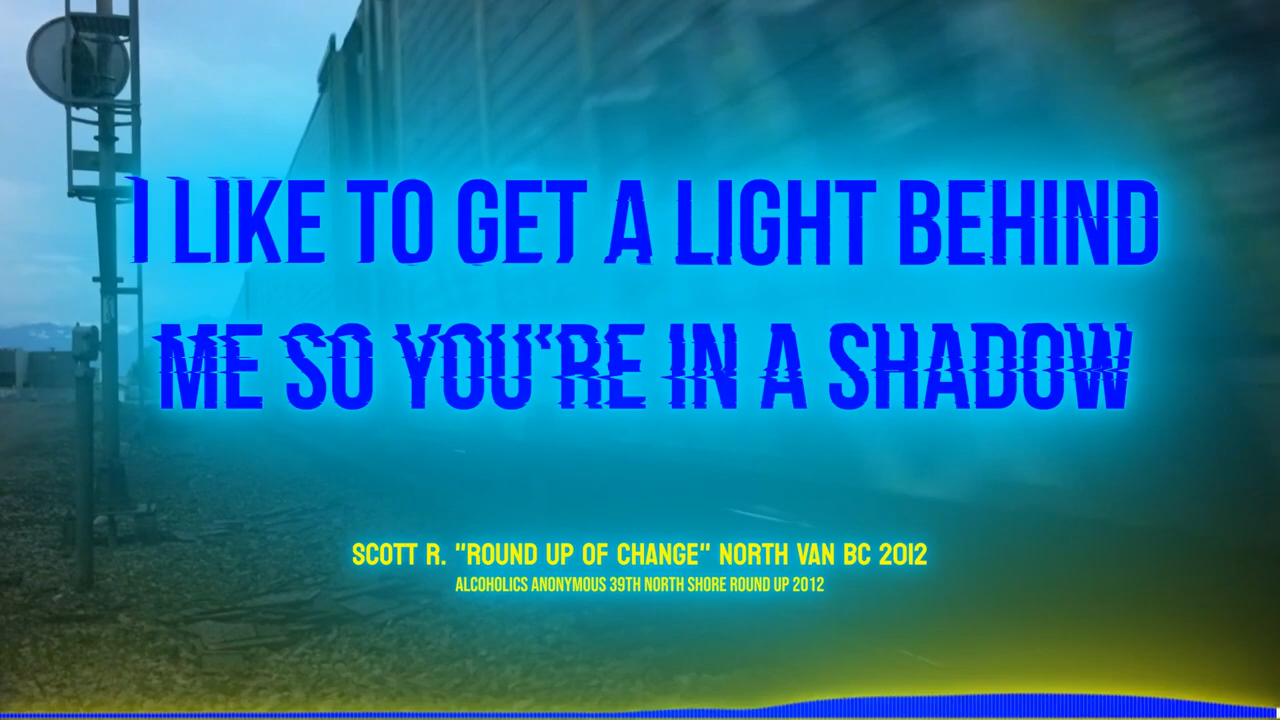 I LIKE TO GET A LIGHT BEHIND
ME SO YOU'RE IN A SHADOW
SCOTT R. "ROUND UP OF CHANGE" NORTH VAN BC 2012
ALCOHOLICS ANONYMOUS 39TH NORTH SHORE ROUND UP 2012